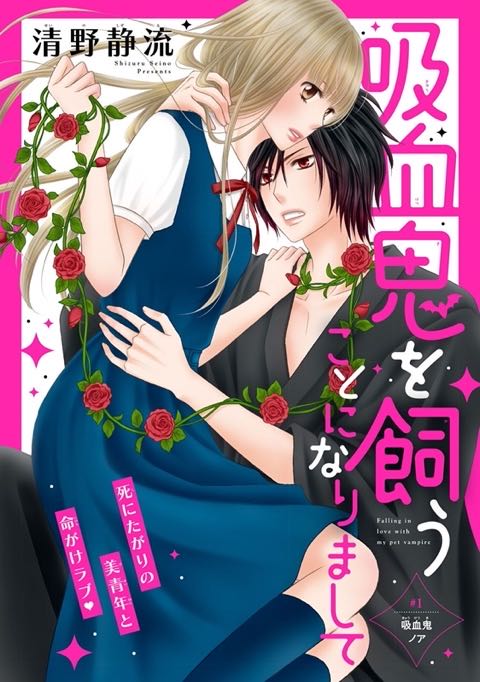 清野静流
Shizuru Seino
Presents
吸血鬼を飼う
ことになりまして
Falling in
love with
my pet vampire
死にたがりの
美青年と
命がけラブ♥
#1
吸血鬼
ノア